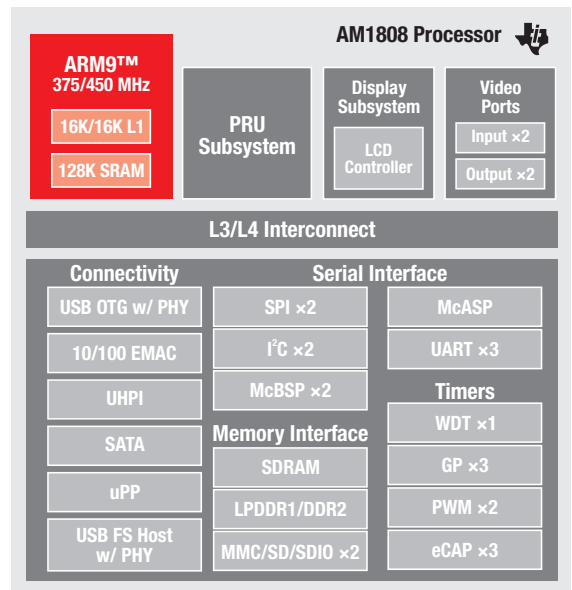 AM1808 Processor
ARM9™
375/450 MHz
16K/16K L1
128K SRAM
PRU
Subsystem
Display
Subsystem
LCD
Controller
Video
Ports
Input ×2
Output ×2
L3/L4 Interconnect
Connectivity
USB OTG w/ PHY
10/100 EMAC
UHPI
SATA
uPP
USB FS Host
w/ PHY
Serial Interface
SPI ×2
I²C ×2
McBSP ×2
McASP
UART ×3
Memory Interface
SDRAM
LPDDR1/DDR2
MMC/SD/SDIO ×2
Timers
WDT ×1
GP ×3
PWM ×2
eCAP ×3